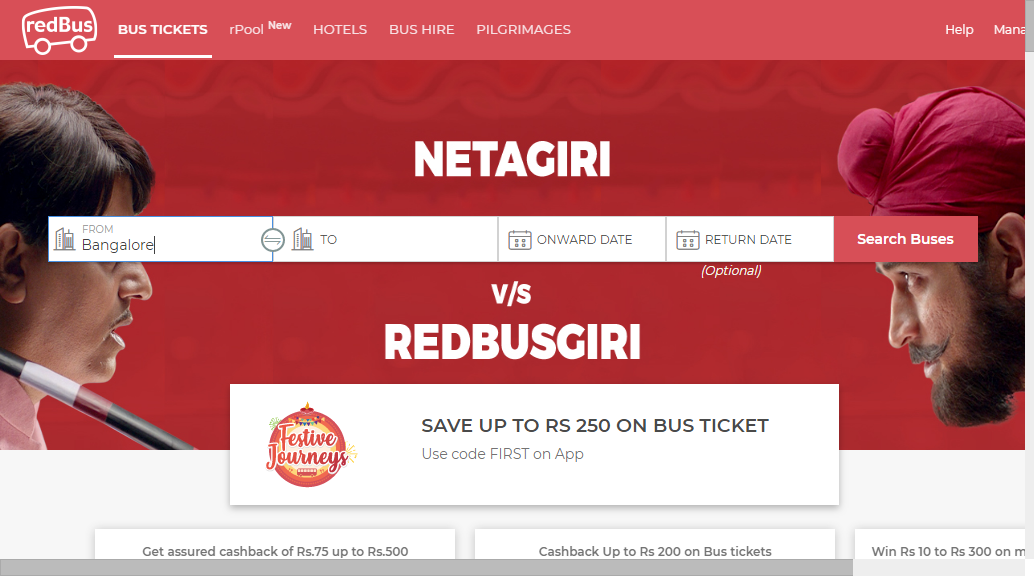 redBus
BUS TICKETS rPool New HOTELS BUS HIRE PILGRIMAGES Help Mana
NETAGIRI
FROM
Bangalore TO ONWARD DATE RETURN DATE Search Buses
(Optional)
V/S
REDBUSGIRI
Festive
Journeys
SAVE UP TO RS 250 ON BUS TICKET
Use code FIRST on App
Get assured cashback of Rs.75 up to Rs.500 Cashback Up to Rs 200 on Bus tickets Win Rs 10 to Rs 300 on m